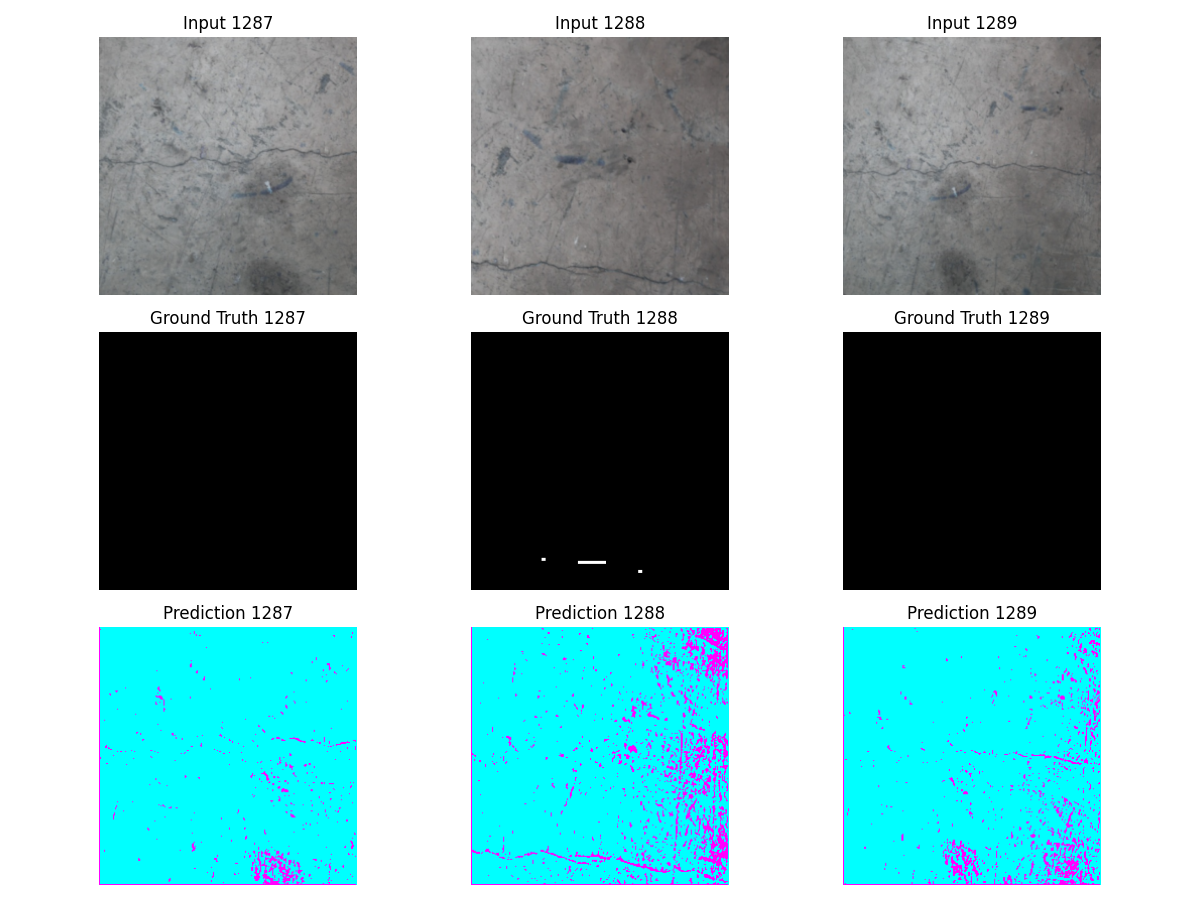 Input 1287
Input 1288
Input 1289
Ground Truth 1287
Ground Truth 1288
Ground Truth 1289
Prediction 1287
Prediction 1288
Prediction 1289